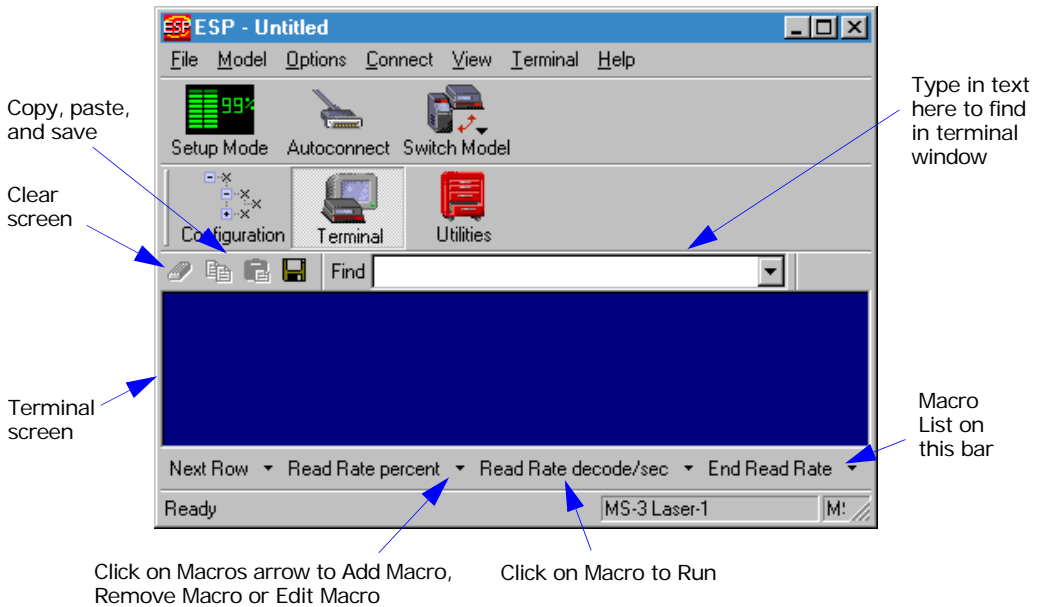 ESP ESP - Untitled
File Model Options Connect View Terminal Help
99%
Setup Mode Autoconnect Switch Model
Configuration Terminal Utilities
Find
Next Row Read Rate percent Read Rate decode/sec End Read Rate
Ready MS-3 Laser-1
Copy, paste,
and save
Clear
screen
Terminal
screen
Type in text
here to find
in terminal
window
Macro
List on
this bar
Click on Macros arrow to Add Macro,
Remove Macro or Edit Macro
Click on Macro to Run